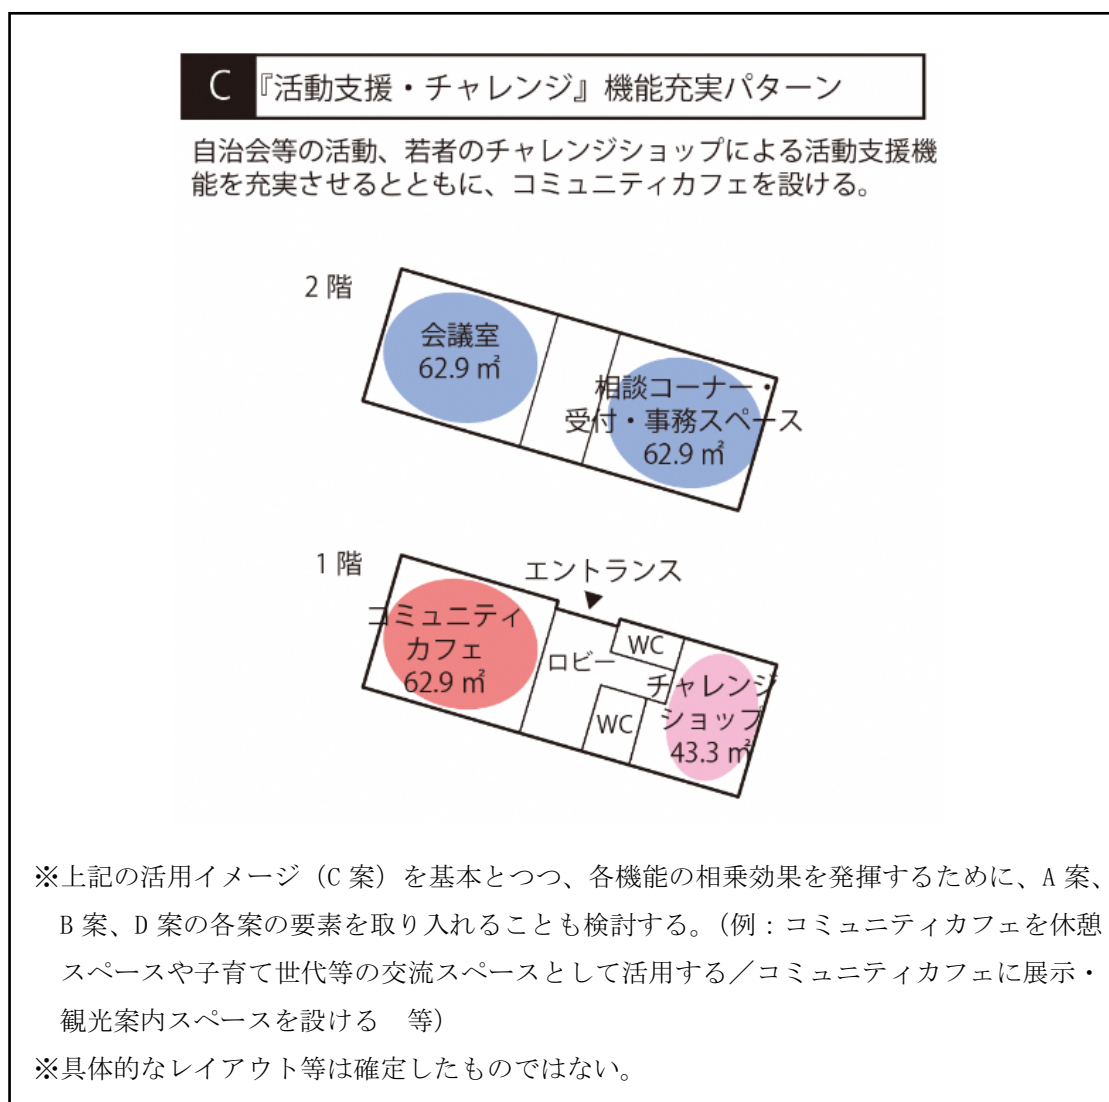 C 『活動支援・チャレンジ』機能充実パターン
自治会等の活動、若者のチャレンジショップによる活動支援機
能を充実させるとともに、コミュニティカフェを設ける。
2 階
会議室
62.9 ㎡
相談コーナー・
受付・事務スペース
62.9 ㎡
1 階
エントランス
コミュニティ
カフェ
62.9 ㎡
ロビー
WC
WC
チャレンジ
ショップ
43.3 ㎡
※上記の活用イメージ（C 案）を基本とつつ、各機能の相乗効果を発揮するために、A 案、
B 案、D 案の各案の要素を取り入れることも検討する。（例：コミュニティカフェを休憩
スペースや子育て世代等の交流スペースとして活用する／コミュニティカフェに展示・
観光案内スペースを設ける　等）
※具体的なレイアウト等は確定したものではない。